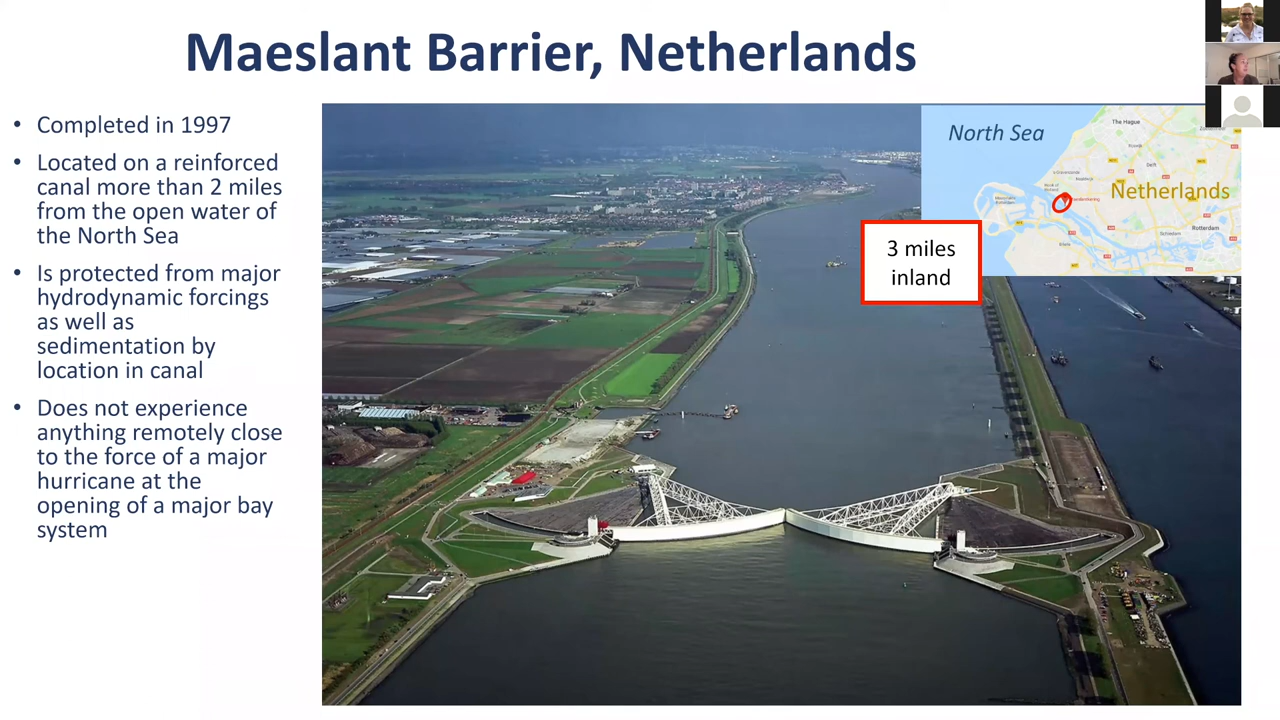 Maeslant Barrier, Netherlands
• Completed in 1997
• Located on a reinforced
canal more than 2 miles
from the open water of
the North Sea
• Is protected from major
hydrodynamic forcings
as well as
sedimentation by
location in canal
• Does not experience
anything remotely close
to the force of a major
hurricane at the
opening of a major bay
system
North Sea
The Hague
Delft
Netherlands
Rotterdam
Schiedam
3 miles
inland